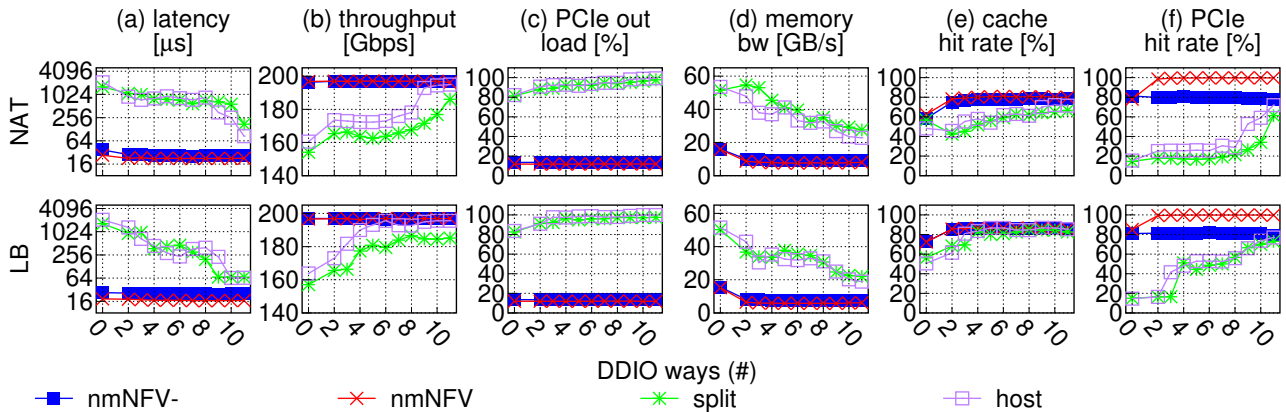 (a) latency
[μs]
(b) throughput
[Gbps]
(c) PCIe out
load [%]
(d) memory
bw [GB/s]
(e) cache
hit rate [%]
(f) PCIe
hit rate [%]
NAT
4096
1024
256
64
16
200
180
160
140
100
80
60
40
20
0
60
40
20
0
100
80
60
40
20
0
100
80
60
40
20
0
LB
4096
1024
256
64
16
200
180
160
140
100
80
60
40
20
0
60
40
20
0
100
80
60
40
20
0
100
80
60
40
20
0
0 2 4 6 8 10
0 2 4 6 8 10
0 2 4 6 8 10
0 2 4 6 8 10
0 2 4 6 8 10
0 2 4 6 8 10
DDIO ways (#)
nmNFV- nmNFV split host